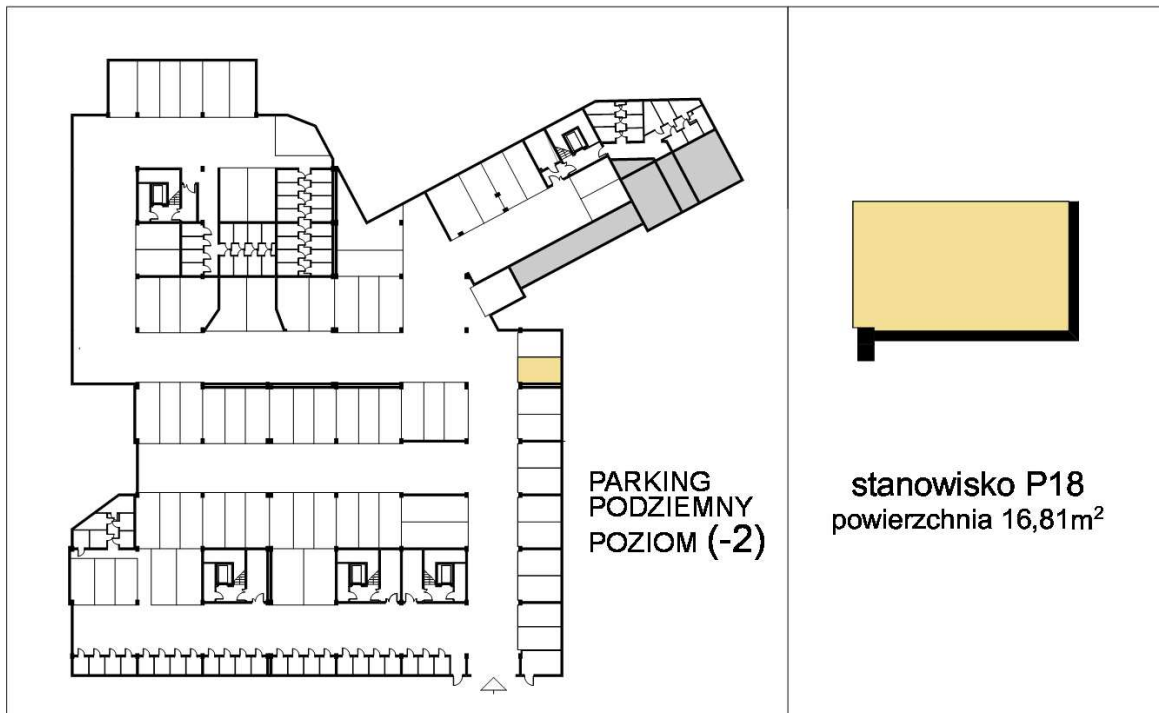 PARKING
PODZIEMNY
POZIOM (-2)
stanowisko P18
powierzchnia 16,81m²